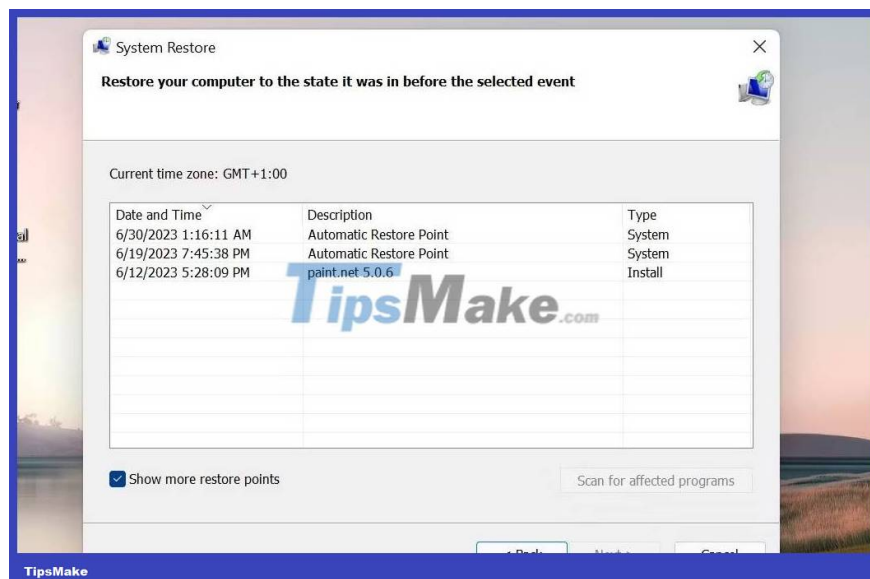 System Restore
Restore your computer to the state it was in before the selected event
Current time zone: GMT+1:00
Date and Time Description Type
6/30/2023 1:16:11 AM Automatic Restore Point System
6/19/2023 7:45:38 PM Automatic Restore Point System
6/12/2023 5:28:09 PM paint.net 5.0.6 Install
TipsMake.com
Show more restore points
Scan for affected programs
< Back Next > Cancel
TipsMake